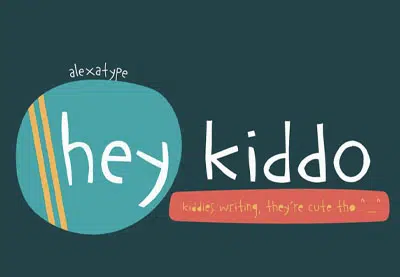 alexatype
hey kiddo
kiddies writing, they're cute tho ^_^